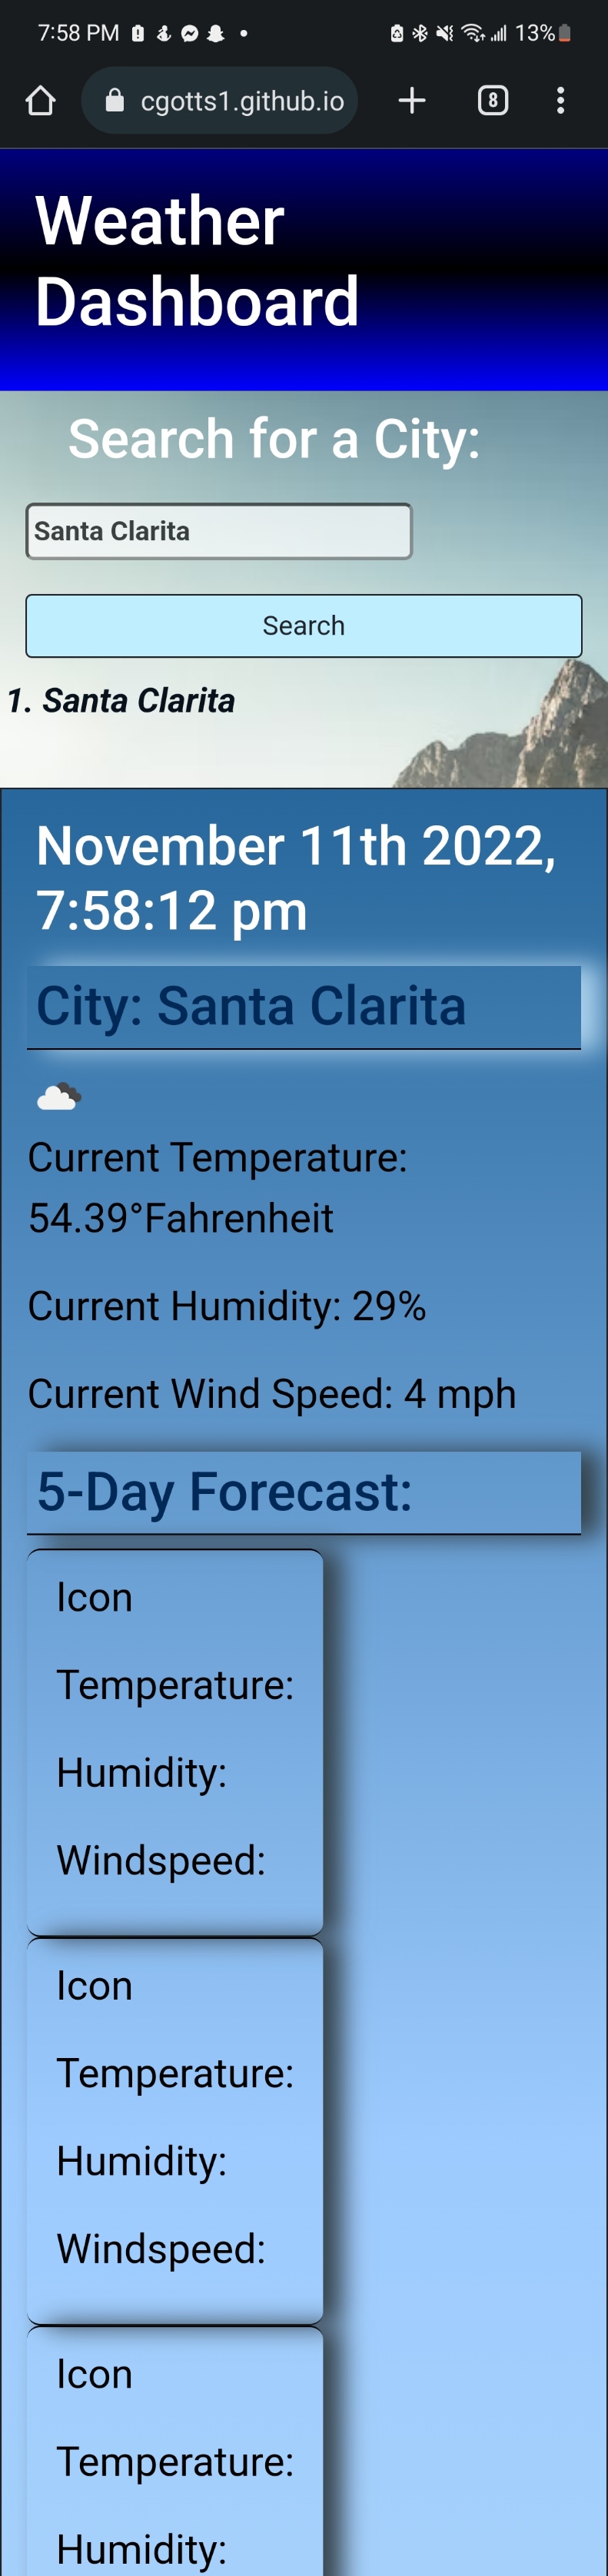 7:58 PM
13%
cgotts1.github.io
8
Weather
Dashboard
Search for a City:
Santa Clarita
Search
1. Santa Clarita
November 11th 2022,
7:58:12 pm
City: Santa Clarita
Current Temperature:
54.39°Fahrenheit
Current Humidity: 29%
Current Wind Speed: 4 mph
5-Day Forecast:
Icon
Temperature:
Humidity:
Windspeed:
Icon
Temperature:
Humidity:
Windspeed:
Icon
Temperature:
Humidity: